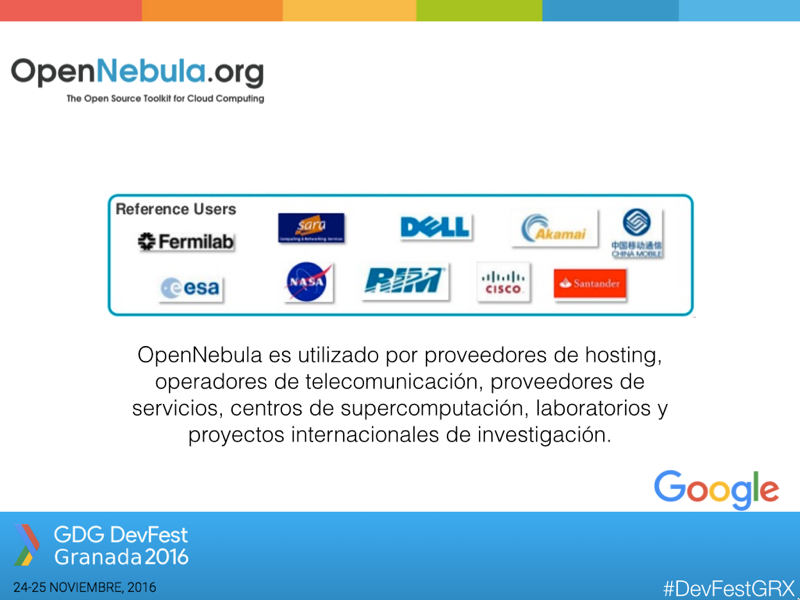 OpenNebula.org
The Open Source Toolkit for Cloud Computing
Reference Users
Fermilab
sara
Computing & Networking Services
DELL
Akamai
中国移动通信
CHINA MOBILE
esa
NASA
RIM
CISCO
Santander
OpenNebula es utilizado por proveedores de hosting,
operadores de telecomunicación, proveedores de
servicios, centros de supercomputación, laboratorios y
proyectos internacionales de investigación.
Google
GDG DevFest
Granada2016
24-25 NOVIEMBRE, 2016
#DevFestGRX